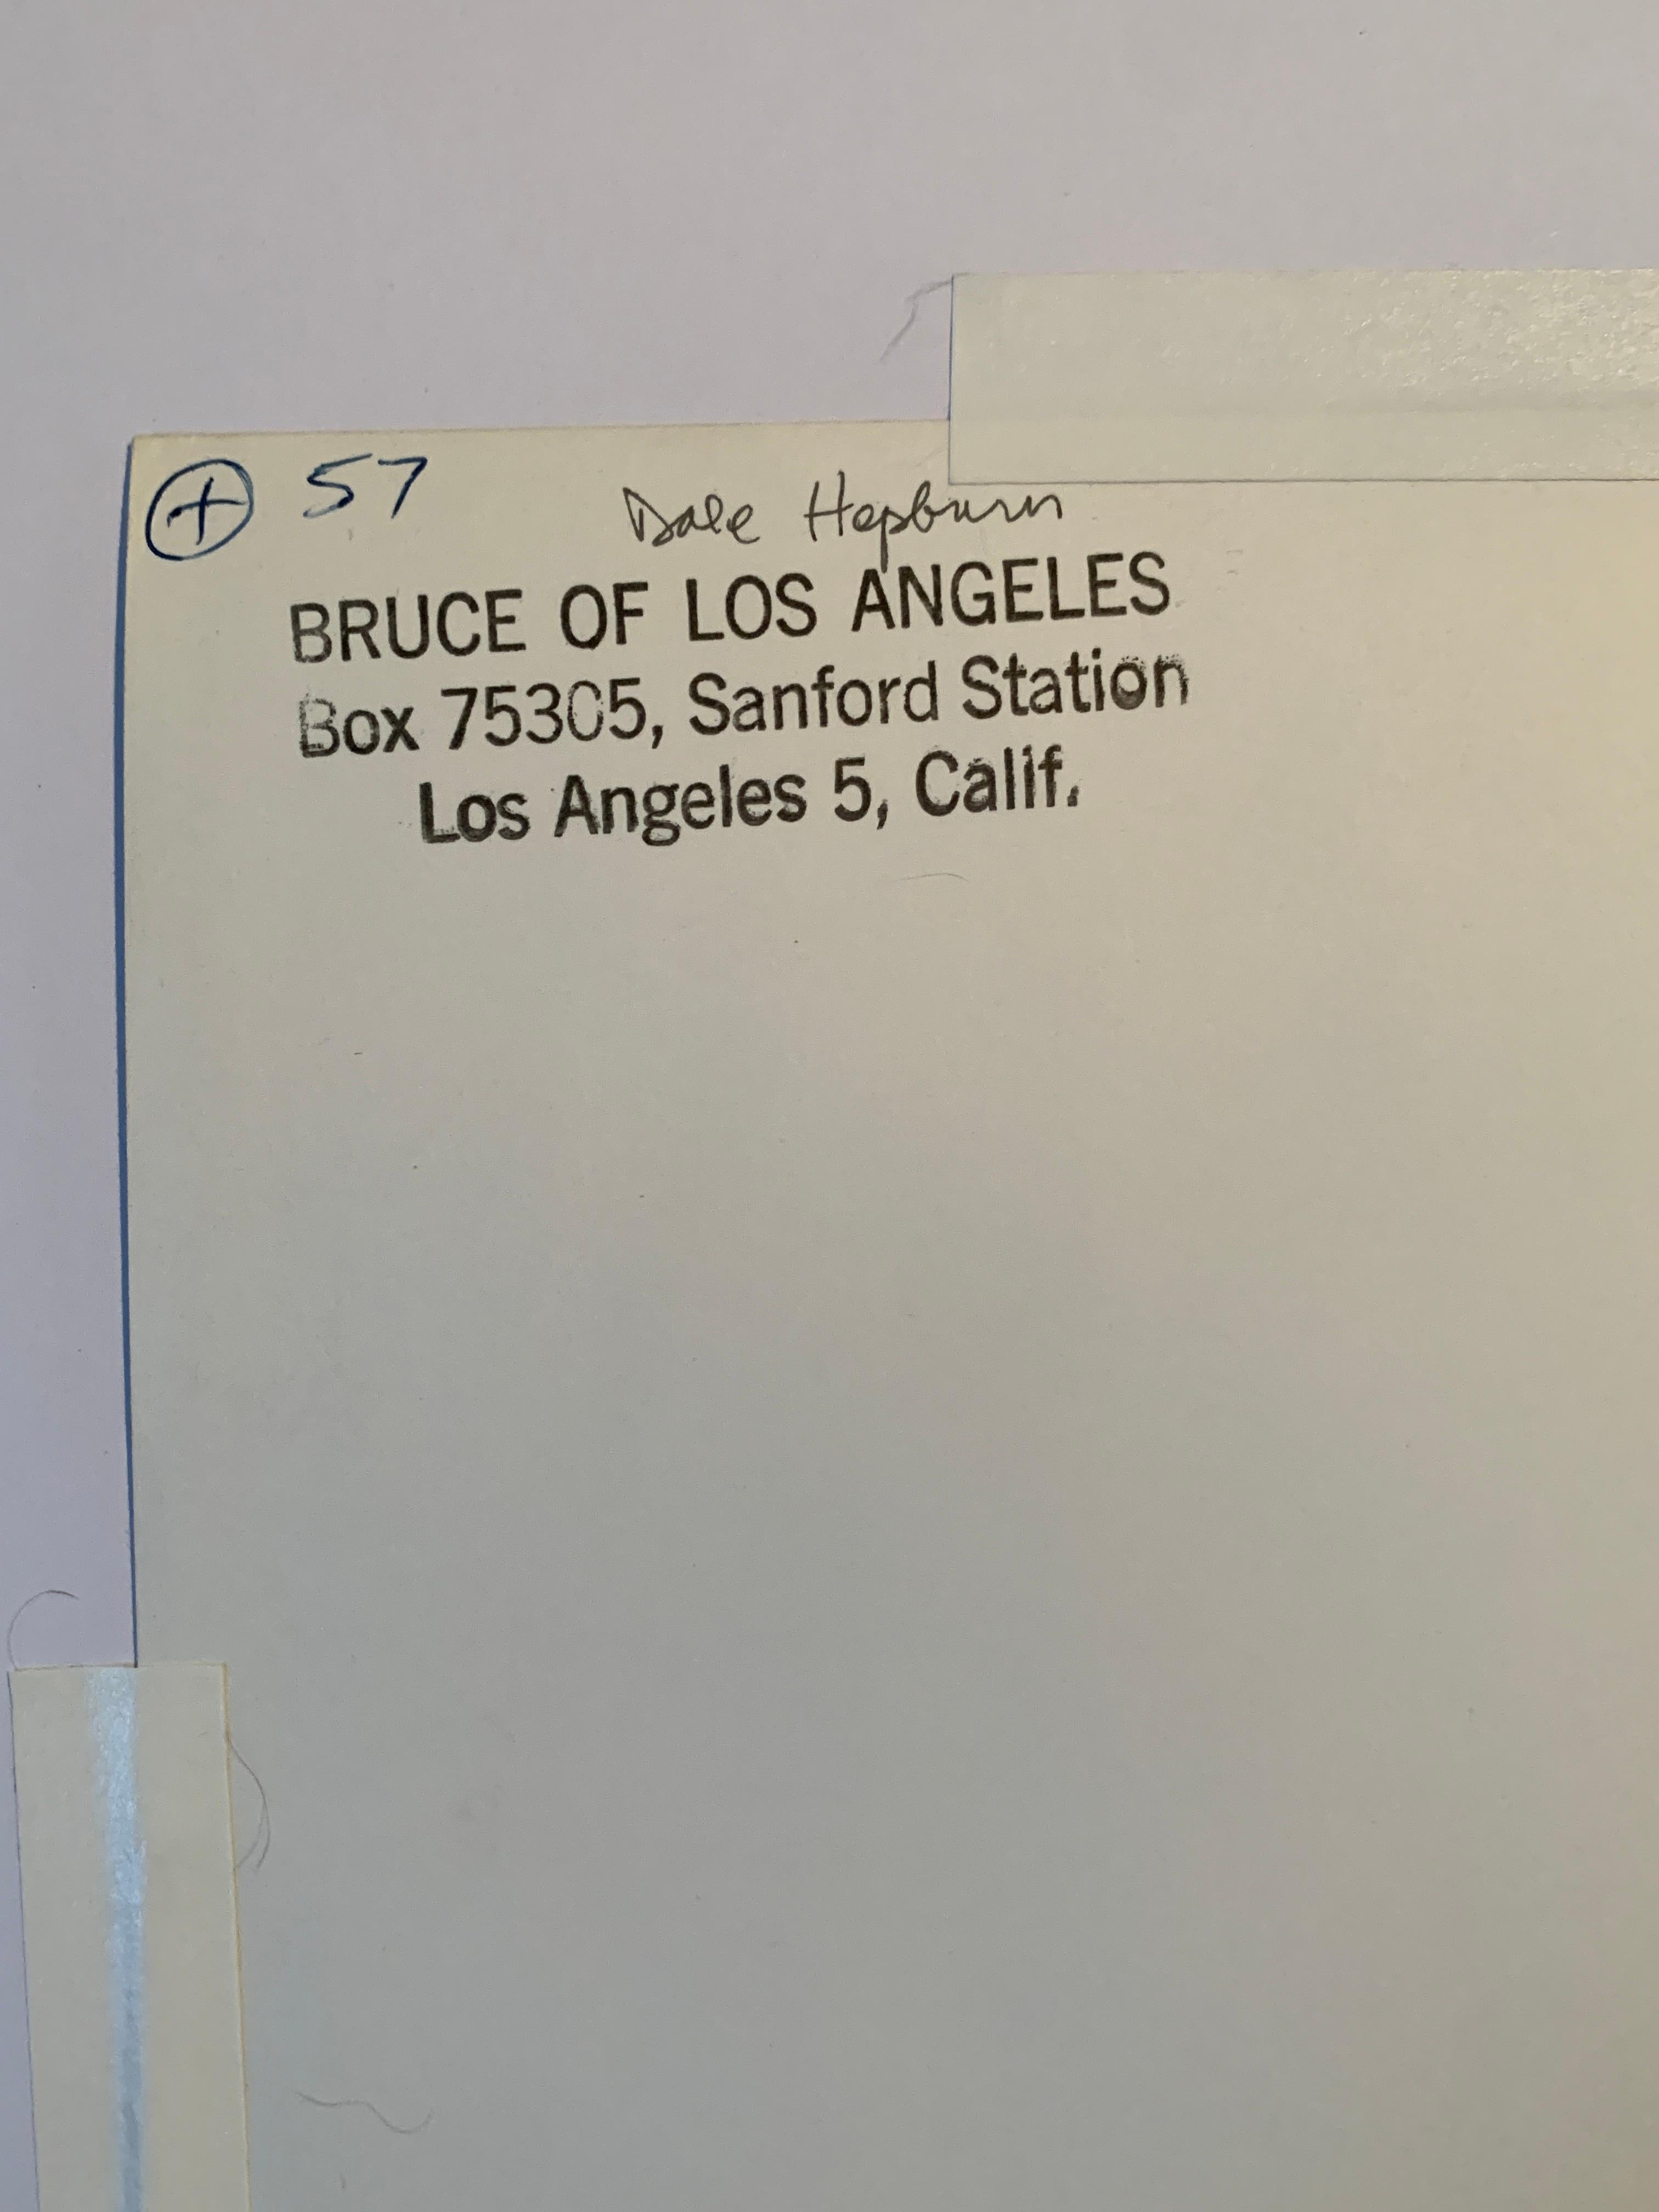 ⊕ 57
Dale Hepburn
BRUCE OF LOS ANGELES
Box 75305, Sanford Station
Los Angeles 5, Calif.